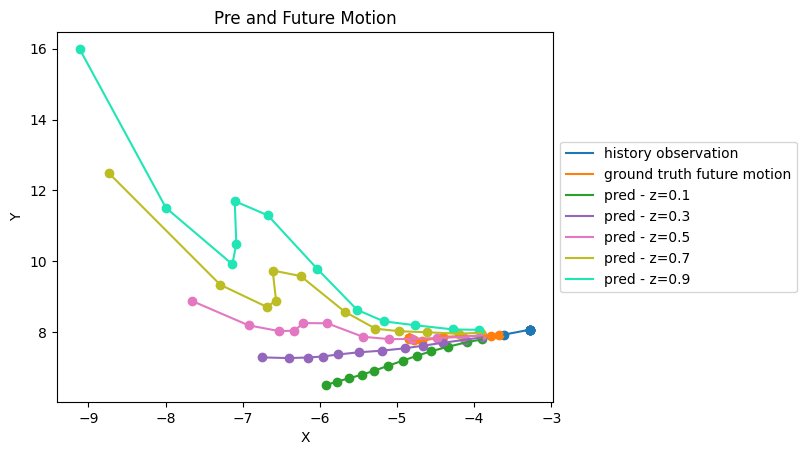 Pre and Future Motion
16
14
12
10
8
Y
−9
−8
−7
−6
−5
−4
−3
X
history observation
ground truth future motion
pred - z=0.1
pred - z=0.3
pred - z=0.5
pred - z=0.7
pred - z=0.9